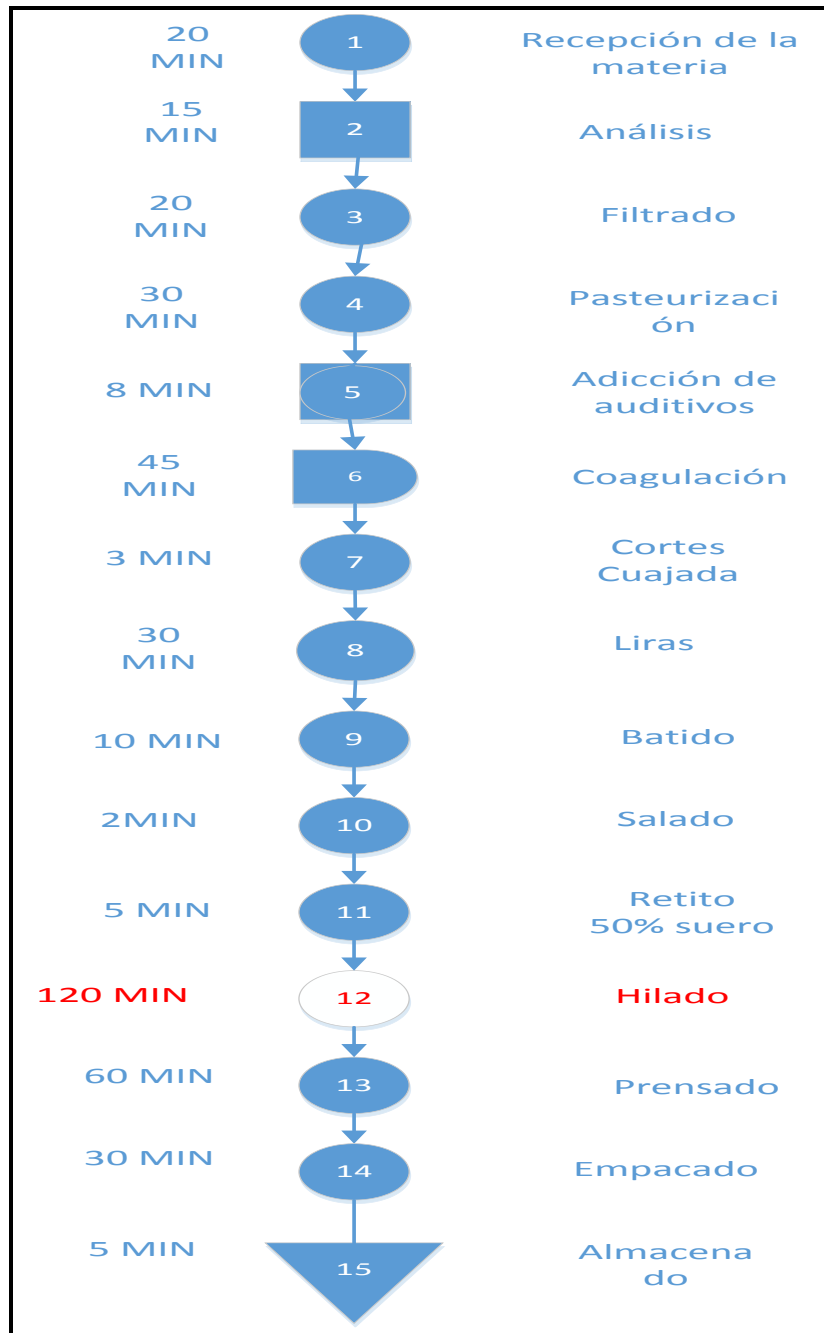 20
MIN
1
Recepción de la
materia
15
MIN
2
Análisis
20
MIN
3
Filtrado
30
MIN
4
Pasteurizaci
ón
8 MIN
5
Adicción de
auditivos
45
MIN
6
Coagulación
3 MIN
7
Cortes
Cuajada
30
MIN
8
Liras
10 MIN
9
Batido
2MIN
10
Salado
5 MIN
11
Retito
50% suero
120 MIN
12
Hilado
60 MIN
13
Prensado
30 MIN
14
Empacado
5 MIN
15
Almacena
do